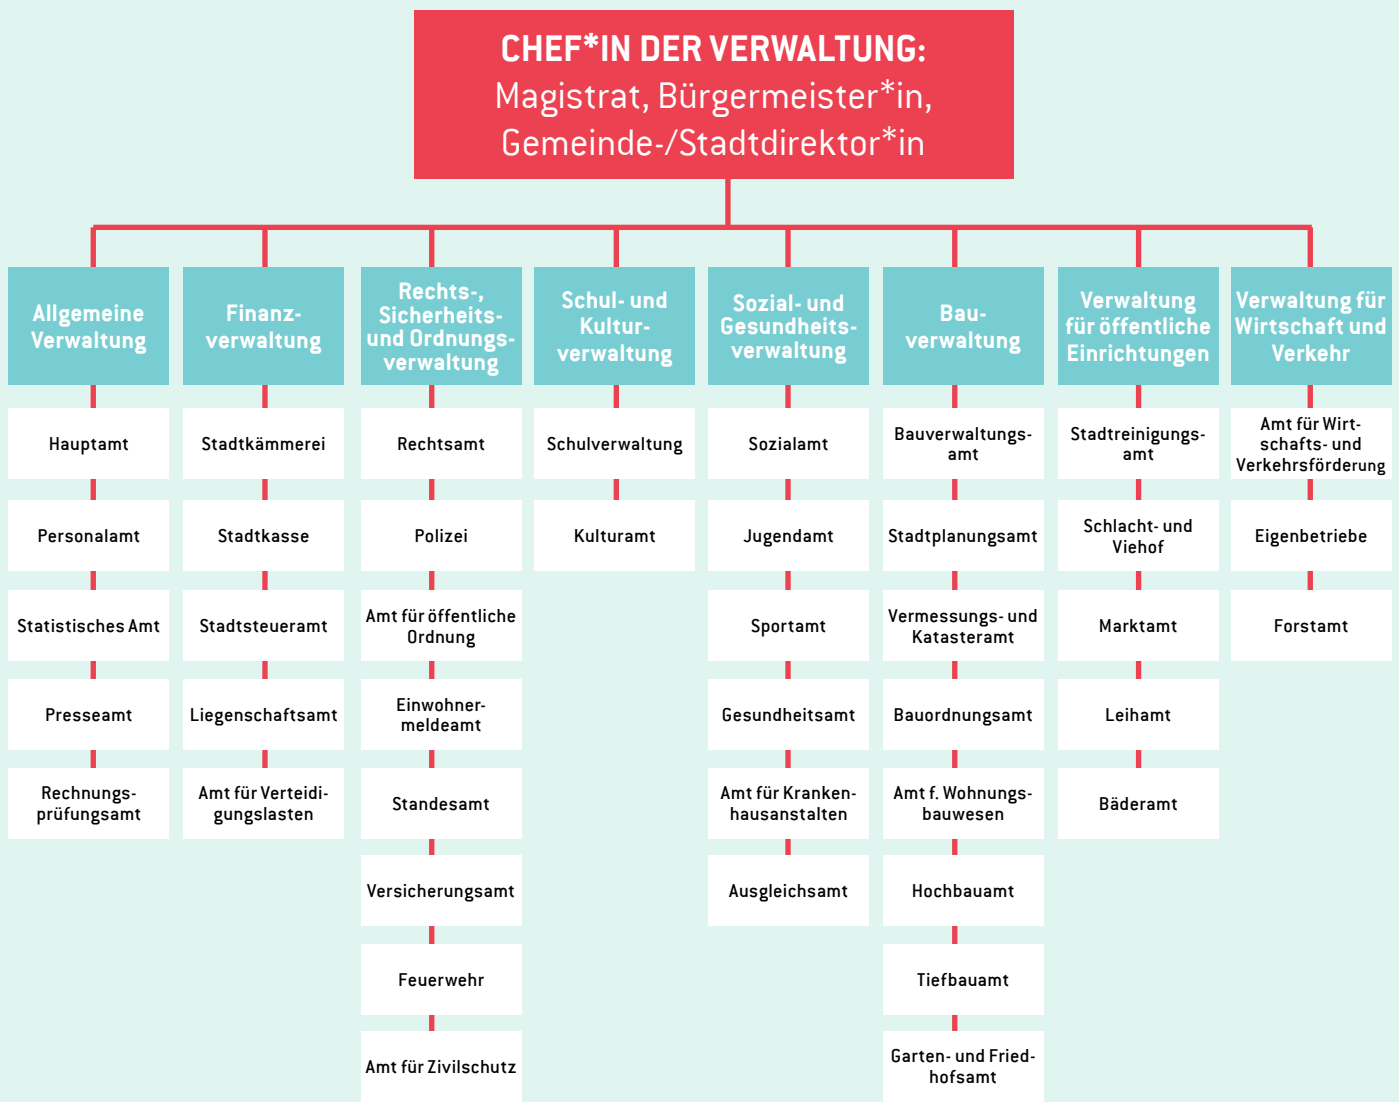 CHEF*IN DER VERWALTUNG:
Magistrat, Bürgermeister*in,
Gemeinde-/Stadtdirektor*in
Allgemeine
Verwaltung
Hauptamt
Personalamt
Statistisches Amt
Presseamt
Rechnungs-
prüfungsamt
Finanz-
verwaltung
Stadtkämmerei
Stadtkasse
Stadtsteueramt
Liegenschaftsamt
Amt für Verteidi-
gungslasten
Rechts-,
Sicherheits-
und Ordnungs-
verwaltung
Rechtsamt
Polizei
Amt für öffentliche
Ordnung
Einwohner-
meldeamt
Standesamt
Versicherungsamt
Feuerwehr
Amt für Zivilschutz
Schul- und
Kultur-
verwaltung
Schulverwaltung
Kulturamt
Sozial- und
Gesundheits-
verwaltung
Sozialamt
Jugendamt
Sportamt
Gesundheitsamt
Amt für Kranken-
hausanstalten
Ausgleichsamt
Bau-
verwaltung
Bauverwaltungs-
amt
Stadtplanungsamt
Vermessungs- und
Katasteramt
Bauordnungsamt
Amt f. Wohnungs-
bauwesen
Hochbauamt
Tiefbauamt
Garten- und Fried-
hofsamt
Verwaltung
für öffentliche
Einrichtungen
Stadtreinigungs-
amt
Schlacht- und
Viehof
Marktamt
Leihamt
Bäderamt
Verwaltung für
Wirtschaft und
Verkehr
Amt für Wirt-
schafts- und
Verkehrsförderung
Eigenbetriebe
Forstamt